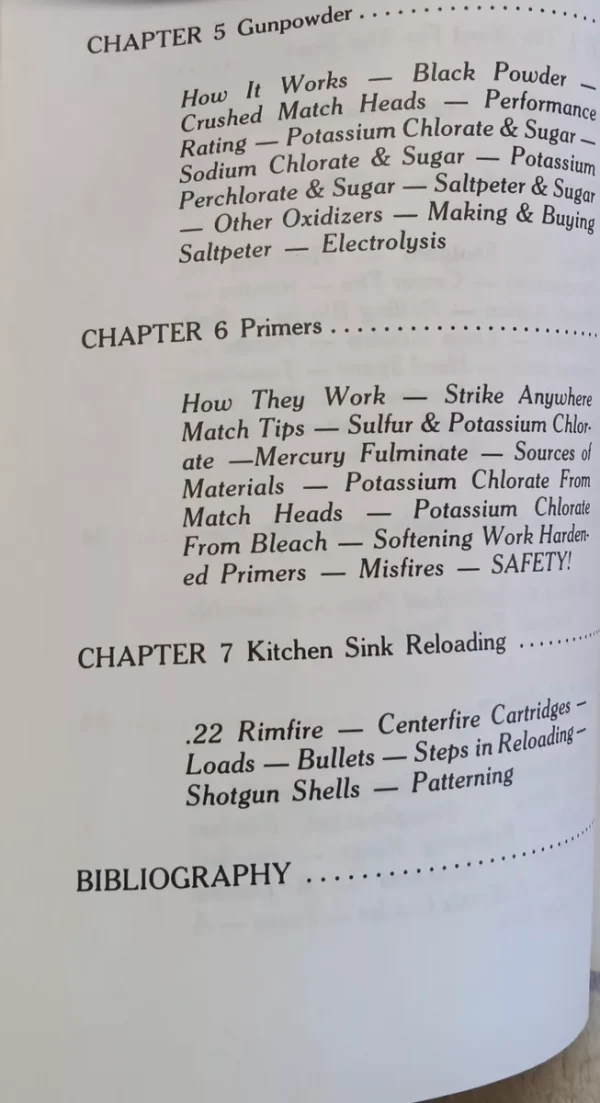 CHAPTER 5 Gunpowder ....................
How It Works — Black Powder —
Crushed Match Heads — Performance
Rating — Potassium Chlorate & Sugar —
Sodium Chlorate & Sugar — Potassium
Perchlorate & Sugar — Saltpeter & Sugar
— Other Oxidizers — Making & Buying
Saltpeter — Electrolysis
CHAPTER 6 Primers ........................
How They Work — Strike Anywhere
Match Tips — Sulfur & Potassium Chlor-
ate —Mercury Fulminate — Sources of
Materials — Potassium Chlorate From
Match Heads — Potassium Chlorate
From Bleach — Softening Work Harden-
ed Primers — Misfires — SAFETY!
CHAPTER 7 Kitchen Sink Reloading ...........
.22 Rimfire — Centerfire Cartridges –
Loads — Bullets — Steps in Reloading–
Shotgun Shells — Patterning
BIBLIOGRAPHY ........................